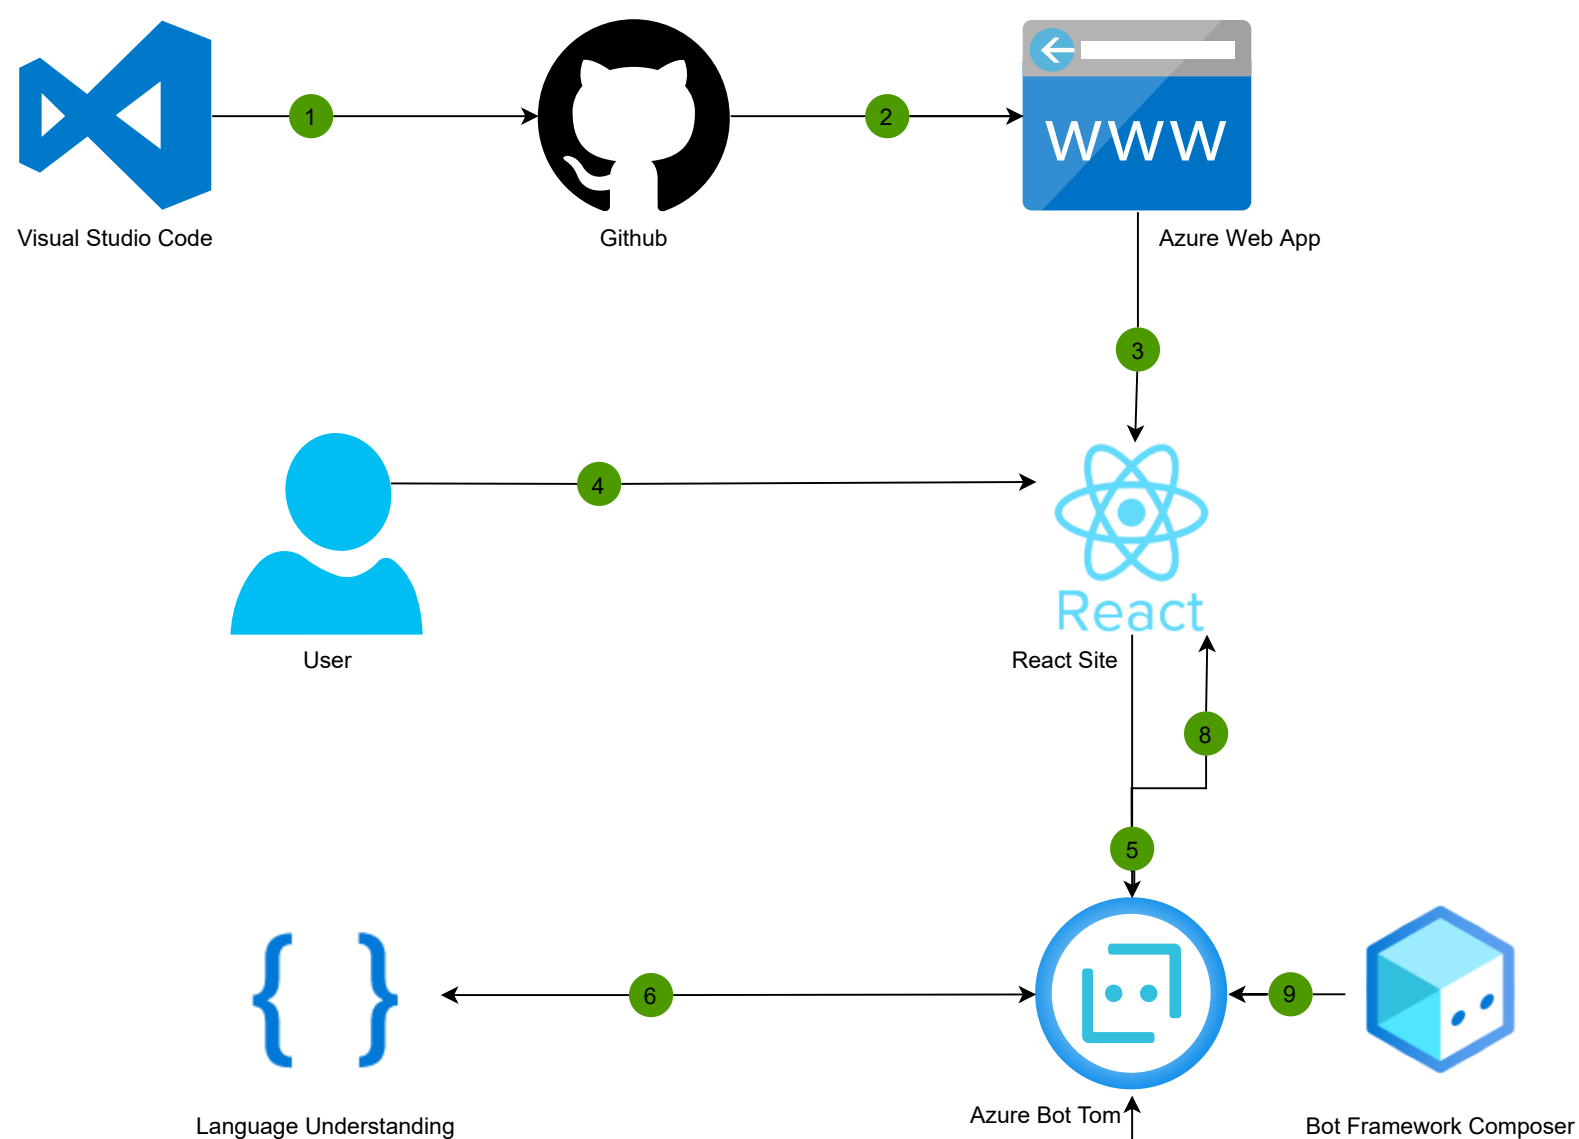 1
2
WWW
Visual Studio Code
Github
Azure Web App
3
4
React
User
React Site
8
5
6
9
Language Understanding
Azure Bot Tom
Bot Framework Composer